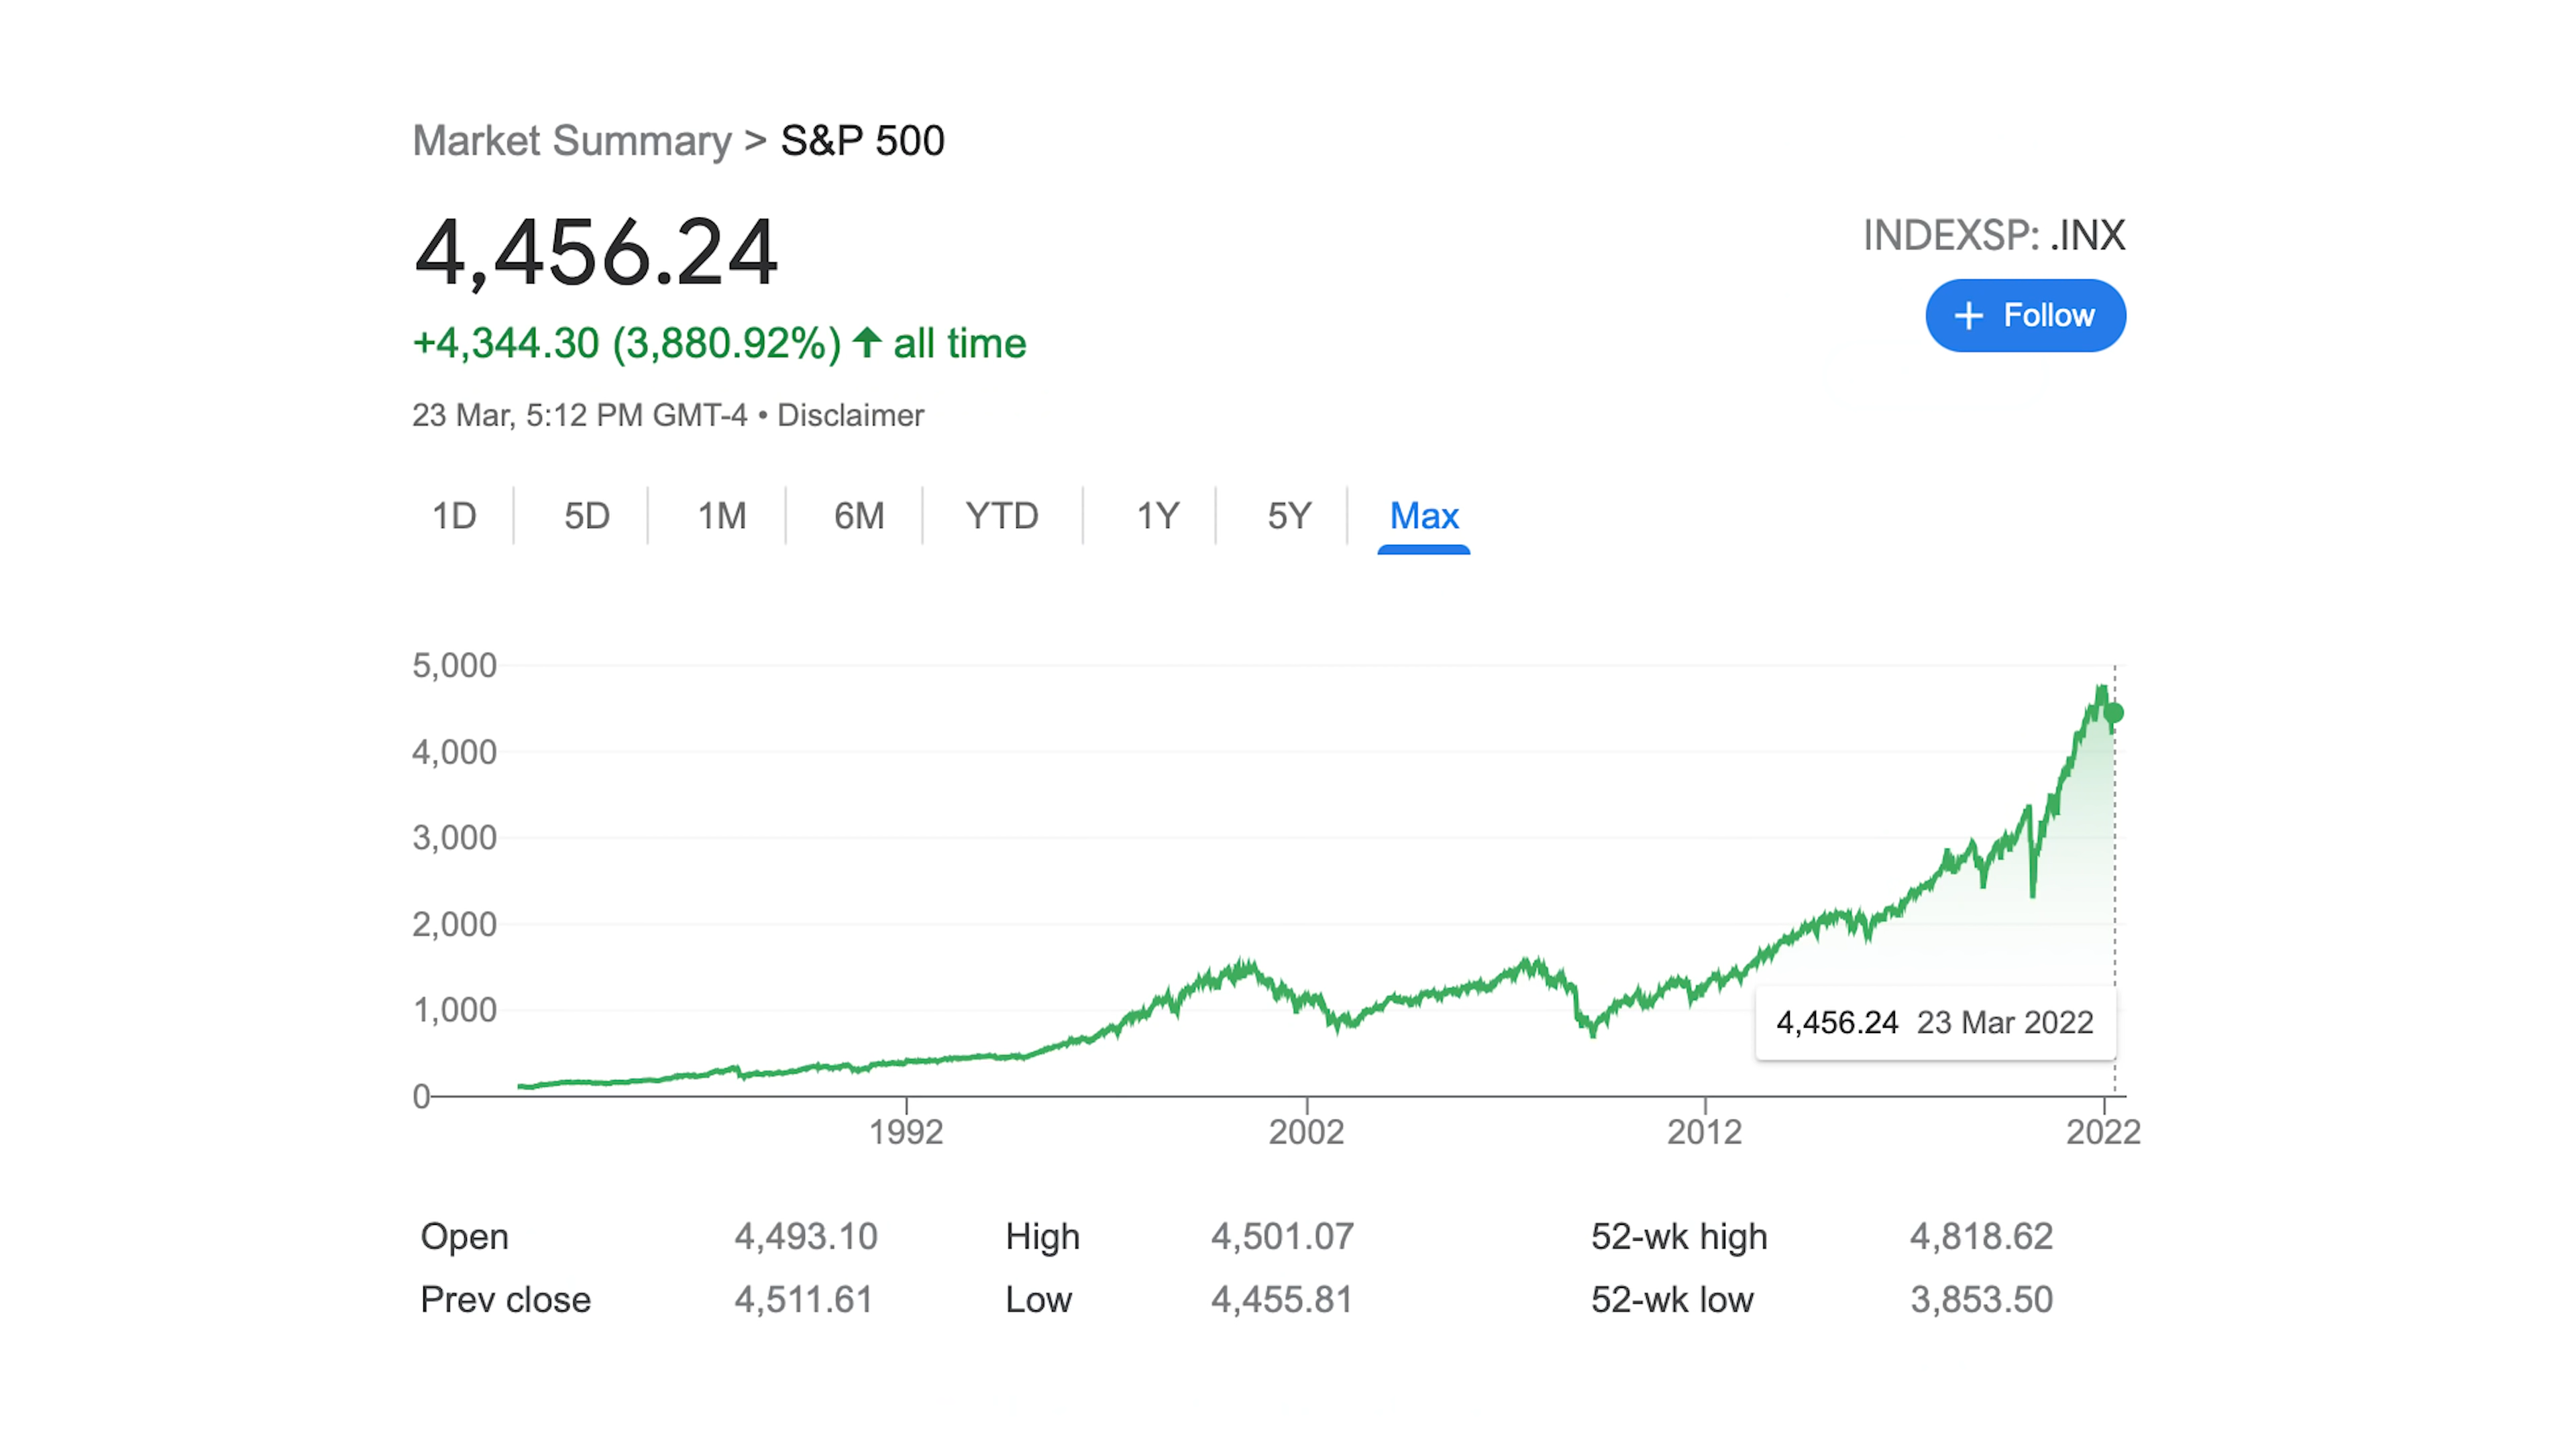 Market Summary > S&P 500
4,456.24
INDEXSP: .INX
+ Follow
+4,344.30 (3,880.92%) ↑ all time
23 Mar, 5:12 PM GMT-4 • Disclaimer
1D 5D 1M 6M YTD 1Y 5Y Max
5,000
4,000
3,000
2,000
1,000
4,456.24 23 Mar 2022
0
1992 2002 2012 2022
Open 4,493.10 High 4,501.07 52-wk high 4,818.62
Prev close 4,511.61 Low 4,455.81 52-wk low 3,853.50